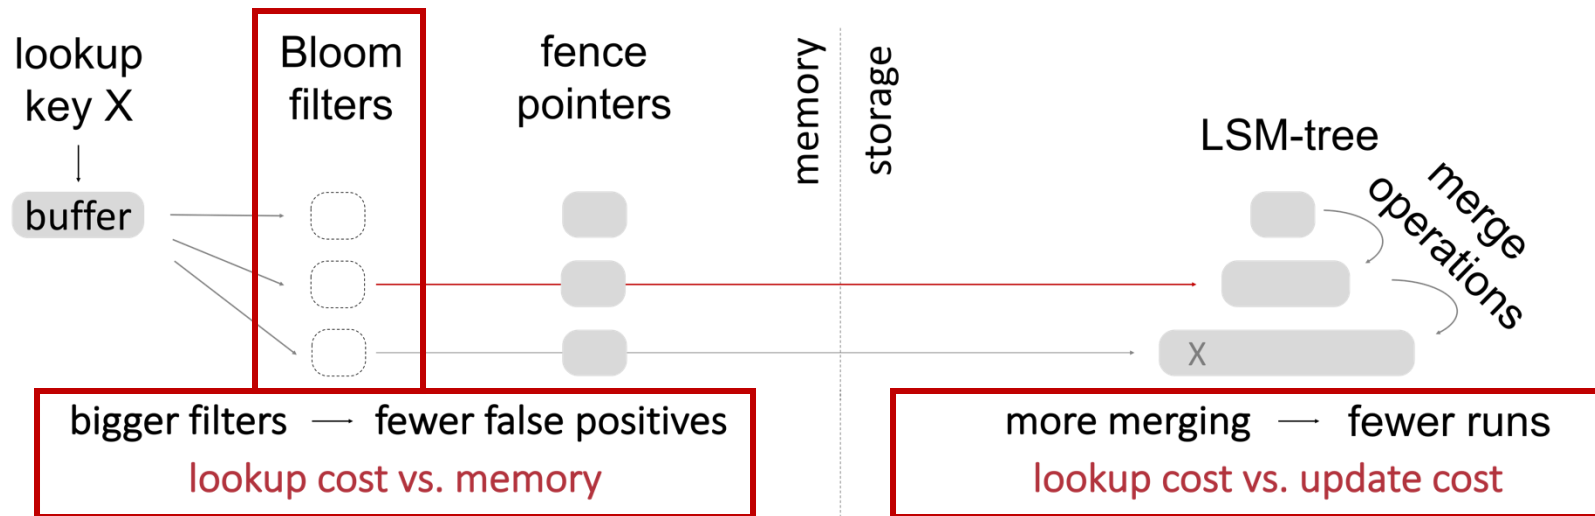 lookup
key X
buffer
Bloom
filters
fence
pointers
memory
storage
LSM-tree
merge
operations
X
bigger filters → fewer false positives
lookup cost vs. memory
more merging → fewer runs
lookup cost vs. update cost